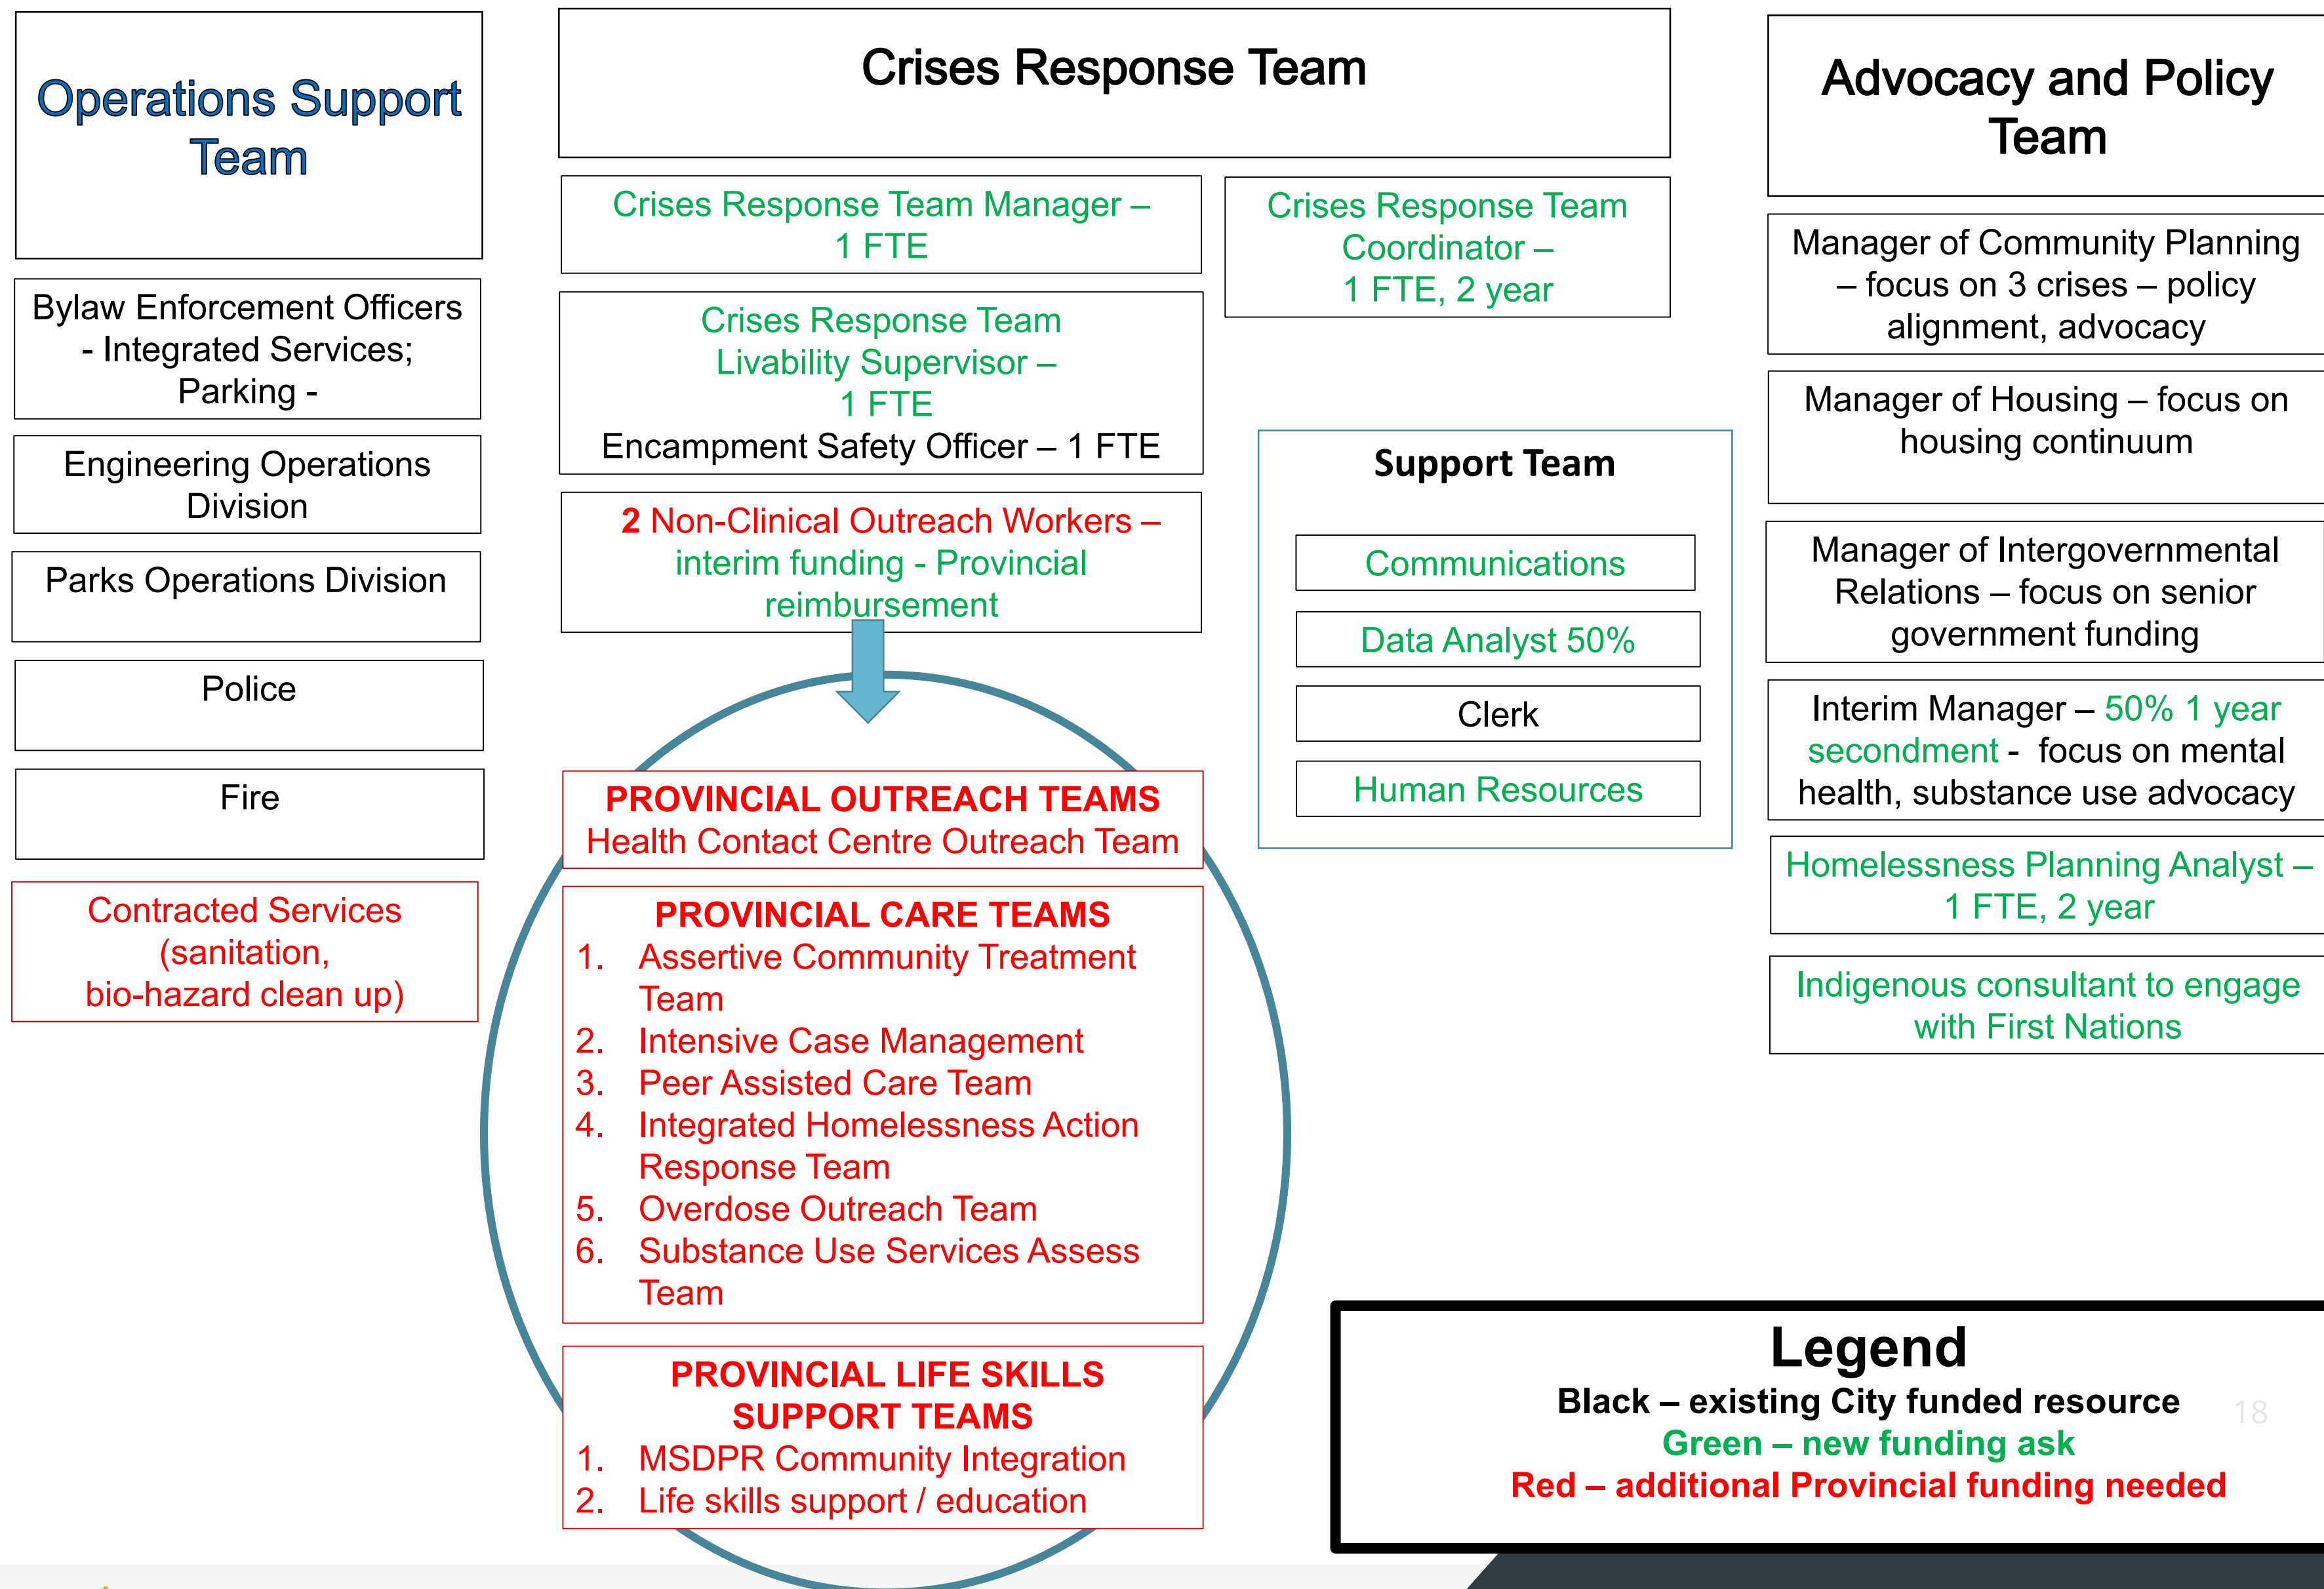 Operations Support
Team
Bylaw Enforcement Officers
- Integrated Services;
Parking -
Engineering Operations
Division
Parks Operations Division
Police
Fire
Contracted Services
(sanitation,
bio-hazard clean up)
Crises Response Team
Crises Response Team Manager –
1 FTE
Crises Response Team
Livability Supervisor –
1 FTE
Encampment Safety Officer – 1 FTE
2 Non-Clinical Outreach Workers –
interim funding - Provincial
reimbursement
PROVINCIAL OUTREACH TEAMS
Health Contact Centre Outreach Team
PROVINCIAL CARE TEAMS
1. Assertive Community Treatment
Team
2. Intensive Case Management
3. Peer Assisted Care Team
4. Integrated Homelessness Action
Response Team
5. Overdose Outreach Team
6. Substance Use Services Assess
Team
PROVINCIAL LIFE SKILLS
SUPPORT TEAMS
1. MSDPR Community Integration
2. Life skills support / education
Crises Response Team
Coordinator –
1 FTE, 2 year
Support Team
Communications
Data Analyst 50%
Clerk
Human Resources
Advocacy and Policy
Team
Manager of Community Planning
– focus on 3 crises – policy
alignment, advocacy
Manager of Housing – focus on
housing continuum
Manager of Intergovernmental
Relations – focus on senior
government funding
Interim Manager – 50% 1 year
secondment - focus on mental
health, substance use advocacy
Homelessness Planning Analyst –
1 FTE, 2 year
Indigenous consultant to engage
with First Nations
Legend
Black – existing City funded resource
Green – new funding ask
Red – additional Provincial funding needed
18